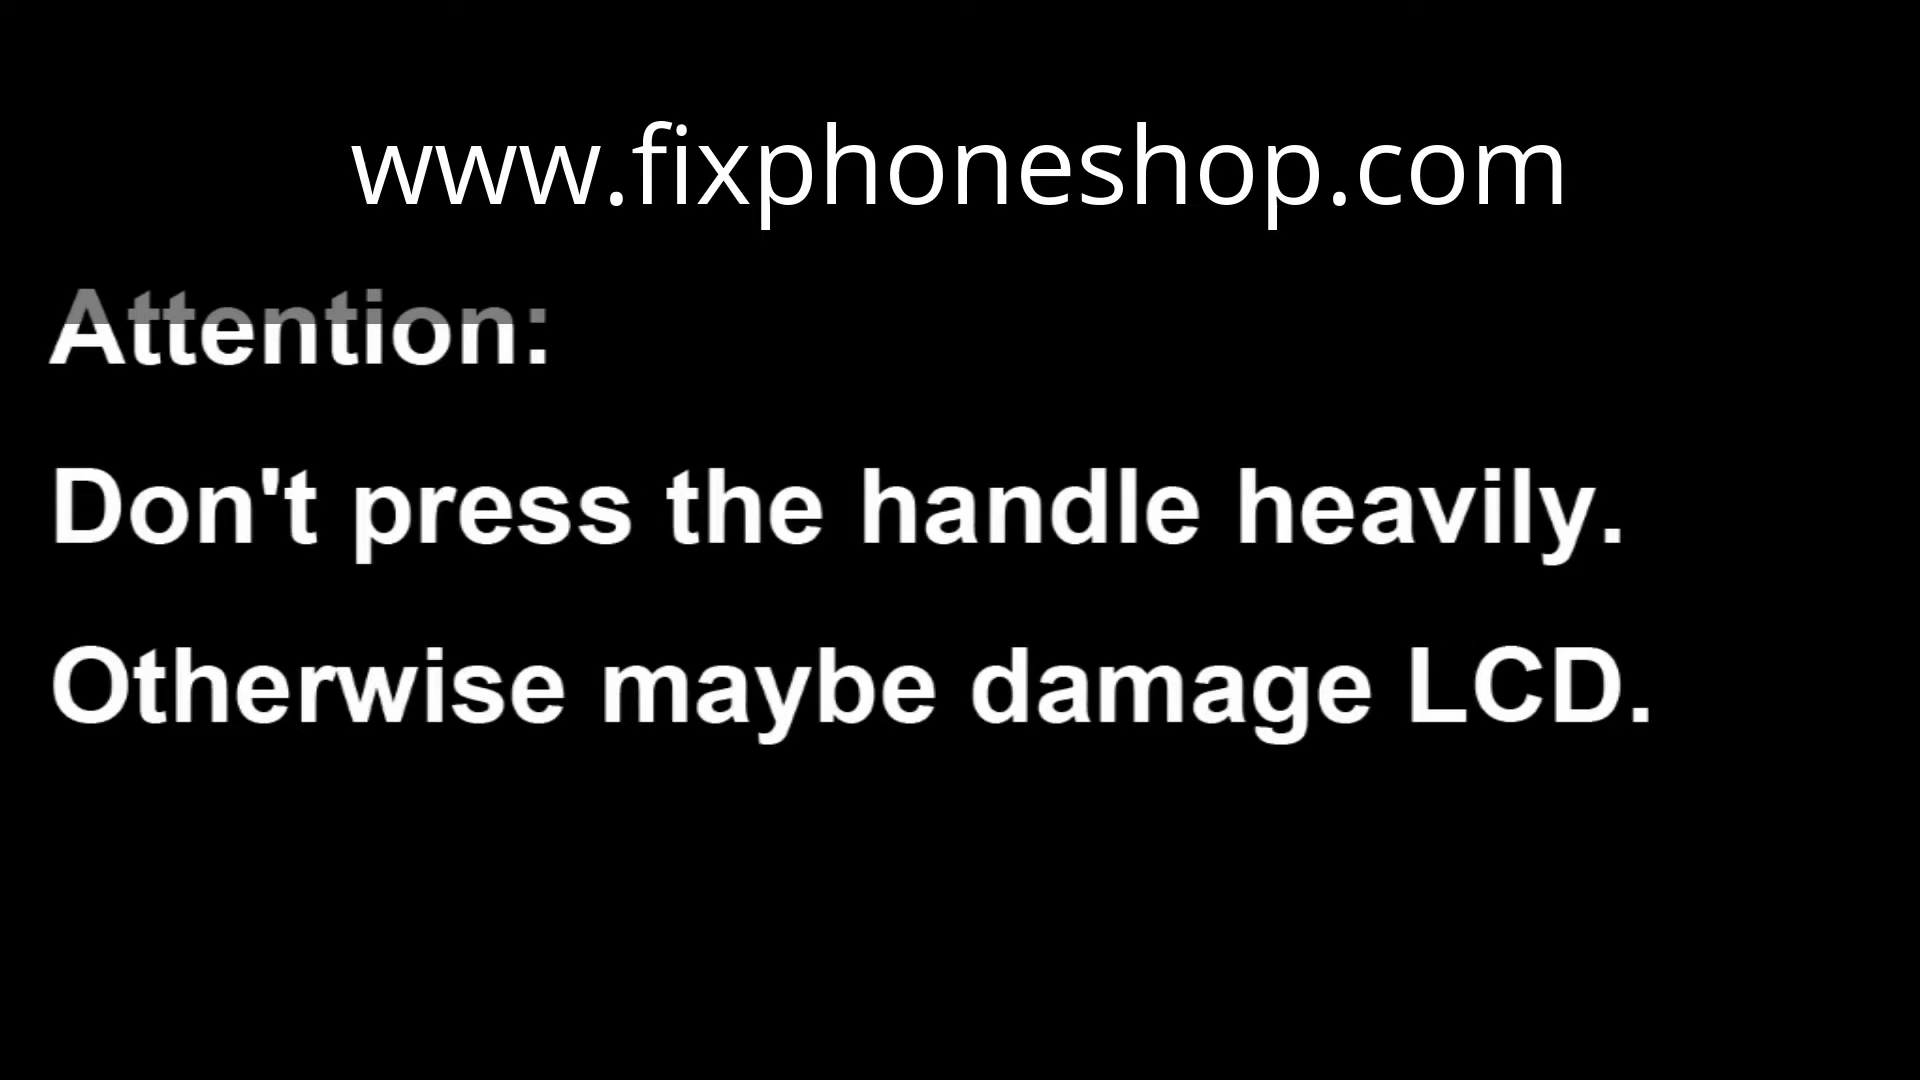 www.fixphoneshop.com
Attention:
Don't press the handle heavily.
Otherwise maybe damage LCD.